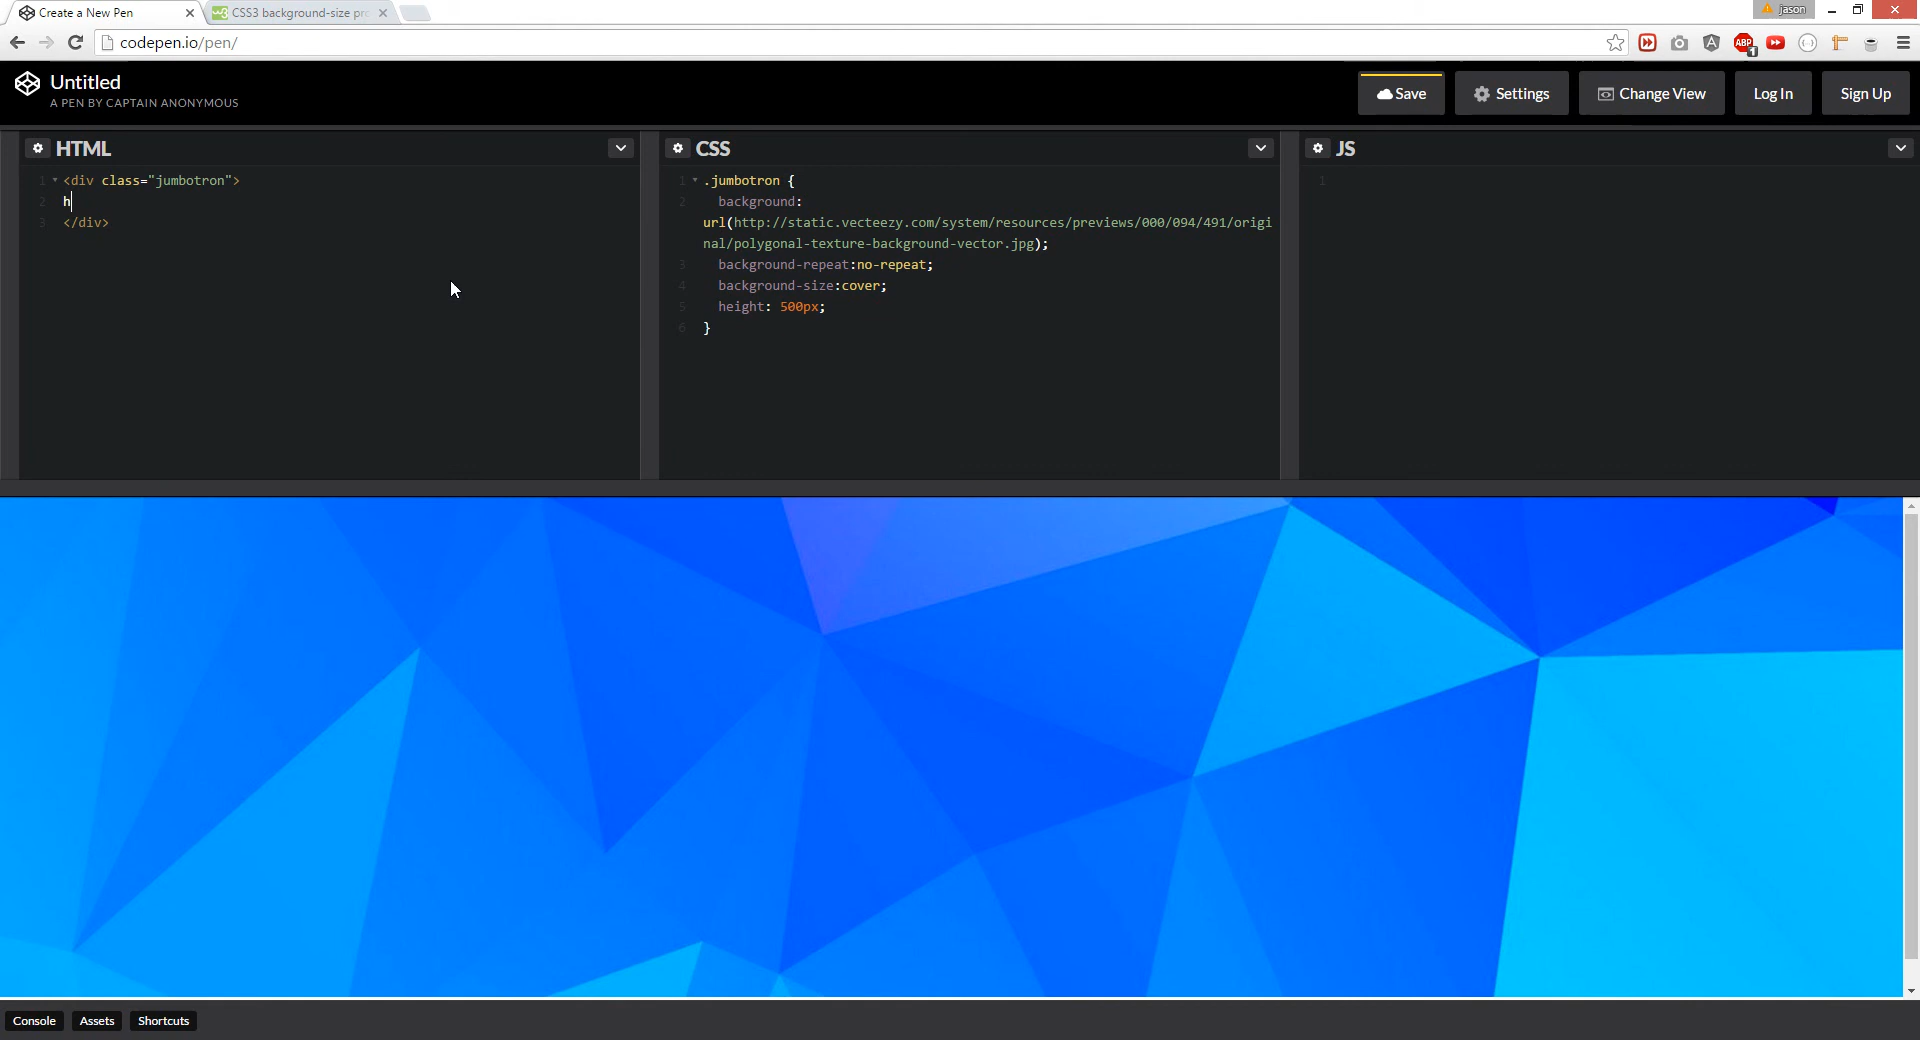 Create a New Pen
CSS3 background-size pr
jason
codepen.io/pen/
ABP
1
Untitled
A PEN BY CAPTAIN ANONYMOUS
Save
Settings
Change View
Log In
Sign Up
HTML
CSS
JS
1 <div class="jumbotron">
2 h
3 </div>
1 .jumbotron {
2 background:
url(http://static.vecteezy.com/system/resources/previews/000/094/491/origi
nal/polygonal-texture-background-vector.jpg);
3 background-repeat:no-repeat;
4 background-size:cover;
5 height: 500px;
6 }
1
Console
Assets
Shortcuts